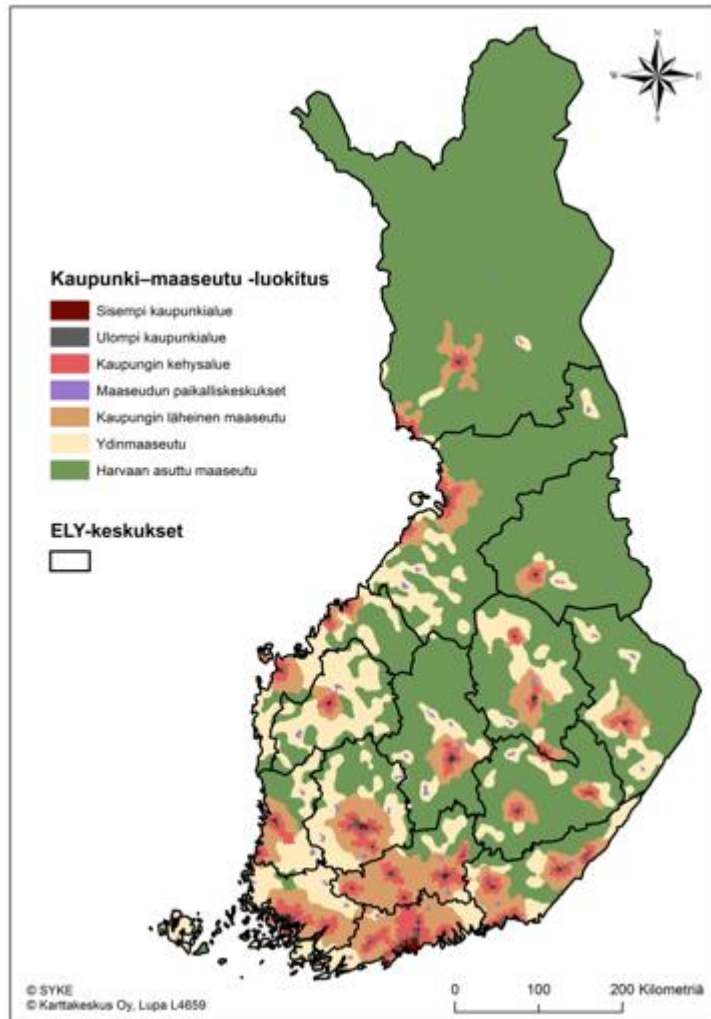 N
W E
S
Kaupunki–maaseutu -luokitus
Sisempi kaupunkialue
Ulompi kaupunkialue
Kaupungin kehysalue
Maaseudun paikalliskeskukset
Kaupungin läheinen maaseutu
Ydinmaaseutu
Harvaan asuttu maaseutu
ELY-keskukset
© SYKE
© Karttakeskus Oy, Lupa L4659
0 100 200 Kilometriä